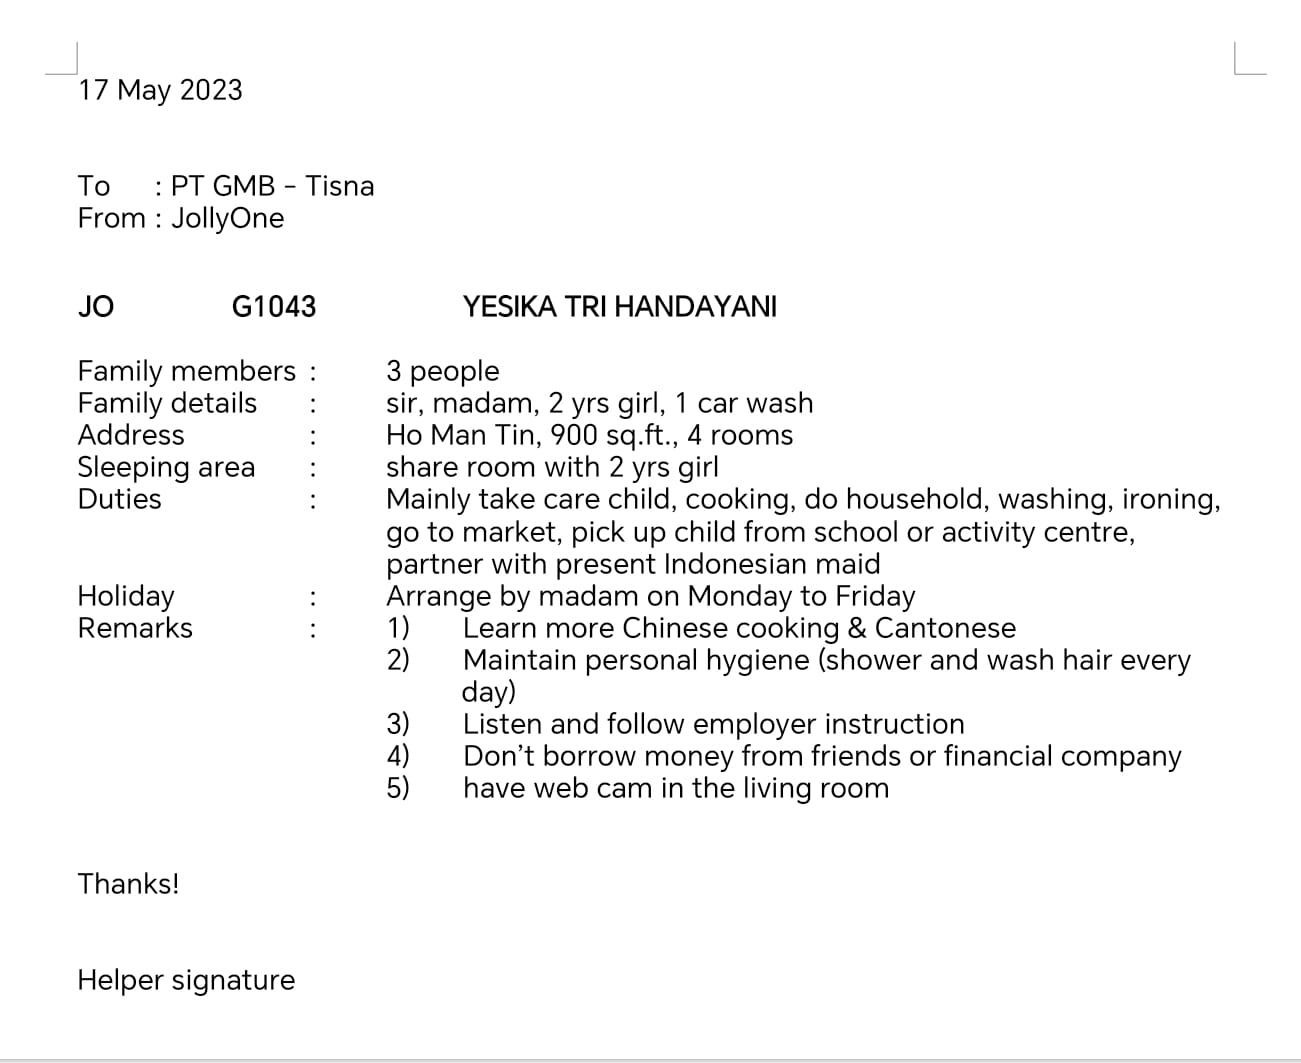 17 May 2023
To : PT GMB - Tisna
From : JollyOne
JO G1043 YESIKA TRI HANDAYANI
Family members : 3 people
Family details : sir, madam, 2 yrs girl, 1 car wash
Address : Ho Man Tin, 900 sq.ft., 4 rooms
Sleeping area : share room with 2 yrs girl
Duties : Mainly take care child, cooking, do household, washing, ironing,
go to market, pick up child from school or activity centre,
partner with present Indonesian maid
Holiday : Arrange by madam on Monday to Friday
Remarks : 1) Learn more Chinese cooking & Cantonese
2) Maintain personal hygiene (shower and wash hair every
day)
3) Listen and follow employer instruction
4) Don’t borrow money from friends or financial company
5) have web cam in the living room
Thanks!
Helper signature